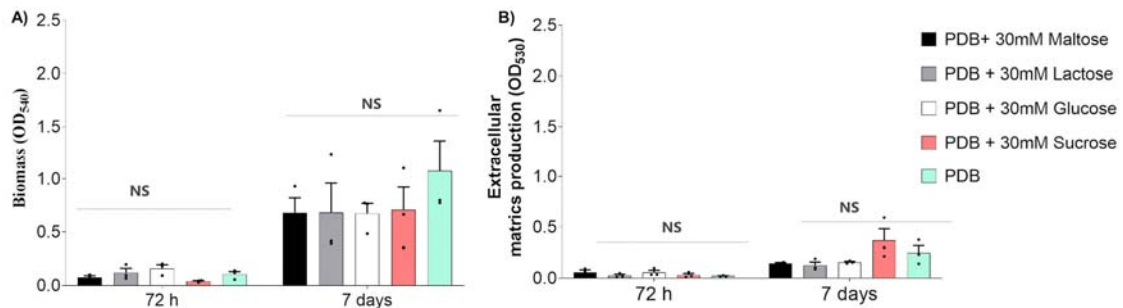 A)
Biomass (OD540)
2.5
2.0
1.5
1.0
0.5
0.0
NS
NS
72 h
7 days
B)
Extracellular
matrics production (OD530)
2.5
2.0
1.5
1.0
0.5
0.0
NS
NS
72 h
7 days
PDB+ 30mM Maltose
PDB + 30mM Lactose
PDB + 30mM Glucose
PDB + 30mM Sucrose
PDB